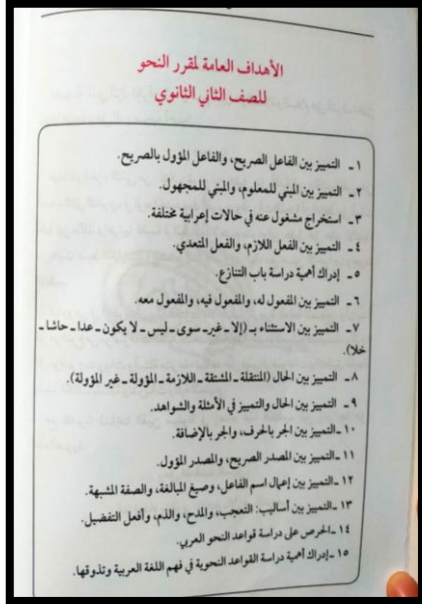 الأهداف العامة لمقرر النحو
للصف الثاني الثانوي
١ ـ التمييز بين الفاعل الصريح، والفاعل المؤول بالصريح.
٢ ـ التمييز بين المبني للمعلوم، والمبني للمجهول.
٣ ـ استخراج مشغول عنه في حالات إعرابية مختلفة.
٤ ـ التمييز بين الفعل اللازم، والفعل المتعدي.
٥ ـ إدراك أهمية دراسة باب التنازع.
٦ ـ التمييز بين المفعول له، والمفعول فيه، والمفعول معه.
٧ ـ التمييز بين الاستثناء بـ (إلا ـ غير ـ سوى ـ ليس ـ لا يكون ـ عدا ـ حاشا ـ
خلا).
٨ ـ التمييز بين الحال (المنتقلة ـ المشتقة ـ اللازمة ـ المؤولة ـ غير المؤولة).
٩ ـ التمييز بين الحال والتمييز في الأمثلة والشواهد.
١٠ ـ التمييز بين الجر بالحرف، والجر بالإضافة.
١١ ـ التمييز بين المصدر الصريح، والمصدر المؤول.
١٢ ـ التمييز بين إعمال اسم الفاعل، وصيغ المبالغة، والصفة المشبهة.
١٣ ـ التمييز بين أساليب: التعجب، والمدح، والذم، وأفعل التفضيل.
١٤ ـ الحرص على دراسة قواعد النحو العربي.
١٥ ـ إدراك أهمية دراسة القواعد النحوية في فهم اللغة العربية وتذوقها.